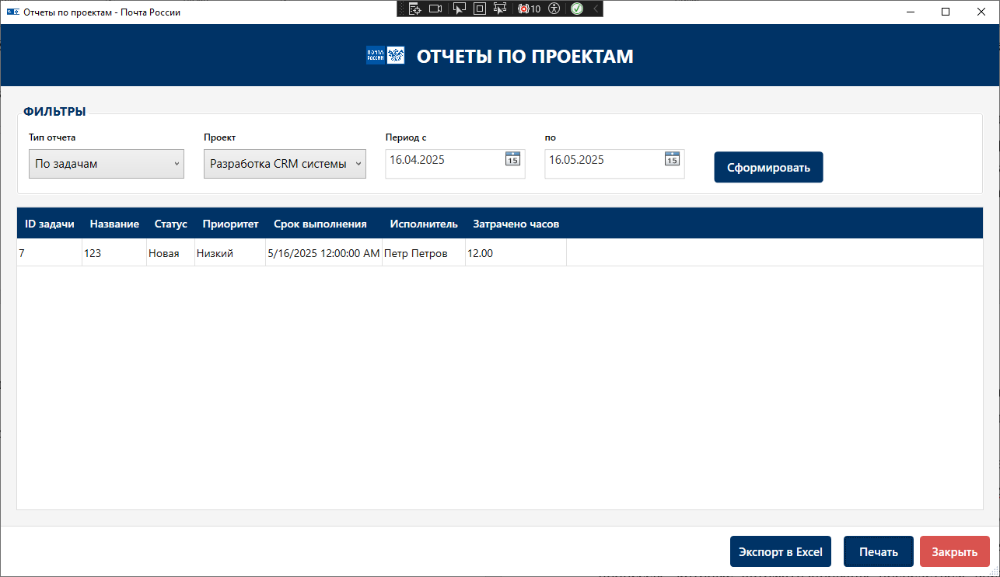 Отчеты по проектам - Почта России
10
ПОЧТА
РОССИИ
ОТЧЕТЫ ПО ПРОЕКТАМ
ФИЛЬТРЫ
Тип отчета Проект Период с по
По задачам Разработка CRM системы 16.04.2025 15 16.05.2025 15 Сформировать
ID задачи Название Статус Приоритет Срок выполнения Исполнитель Затрачено часов
7 123 Новая Низкий 5/16/2025 12:00:00 AM Петр Петров 12.00
Экспорт в Excel Печать Закрыть